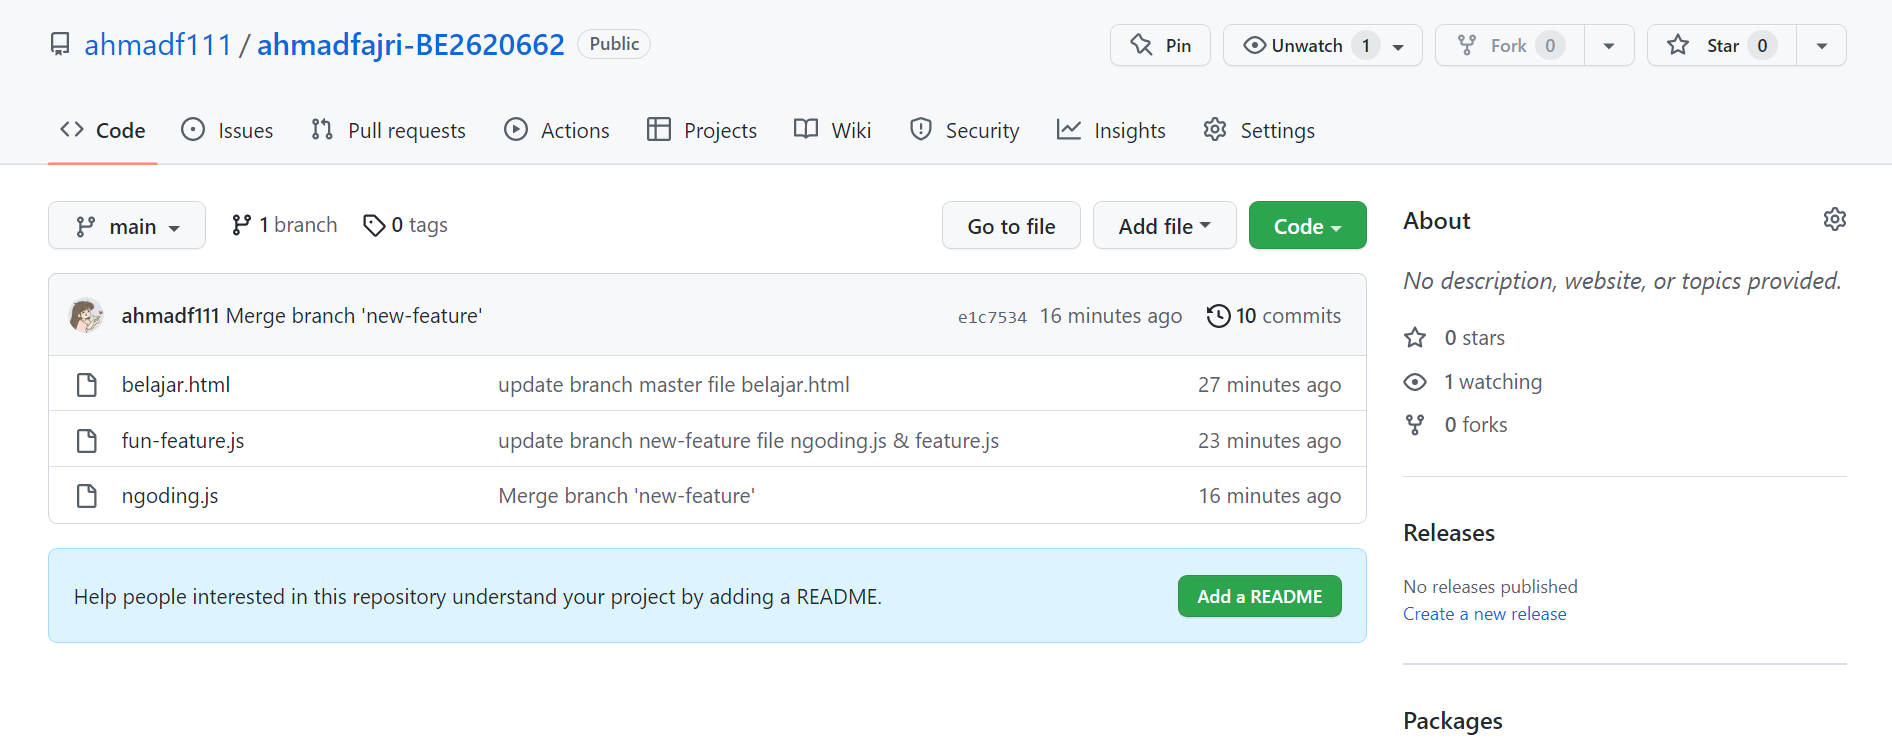 ahmadf111 / ahmadfajri-BE2620662 Public
Pin
Unwatch 1
Fork 0
Star 0
Code
Issues
Pull requests
Actions
Projects
Wiki
Security
Insights
Settings
main
1 branch
0 tags
Go to file
Add file
Code
ahmadf111 Merge branch 'new-feature'
e1c7534 16 minutes ago
10 commits
belajar.html update branch master file belajar.html 27 minutes ago
fun-feature.js update branch new-feature file ngoding.js & feature.js 23 minutes ago
ngoding.js Merge branch 'new-feature' 16 minutes ago
Help people interested in this repository understand your project by adding a README.
Add a README
About
No description, website, or topics provided.
0 stars
1 watching
0 forks
Releases
No releases published
Create a new release
Packages